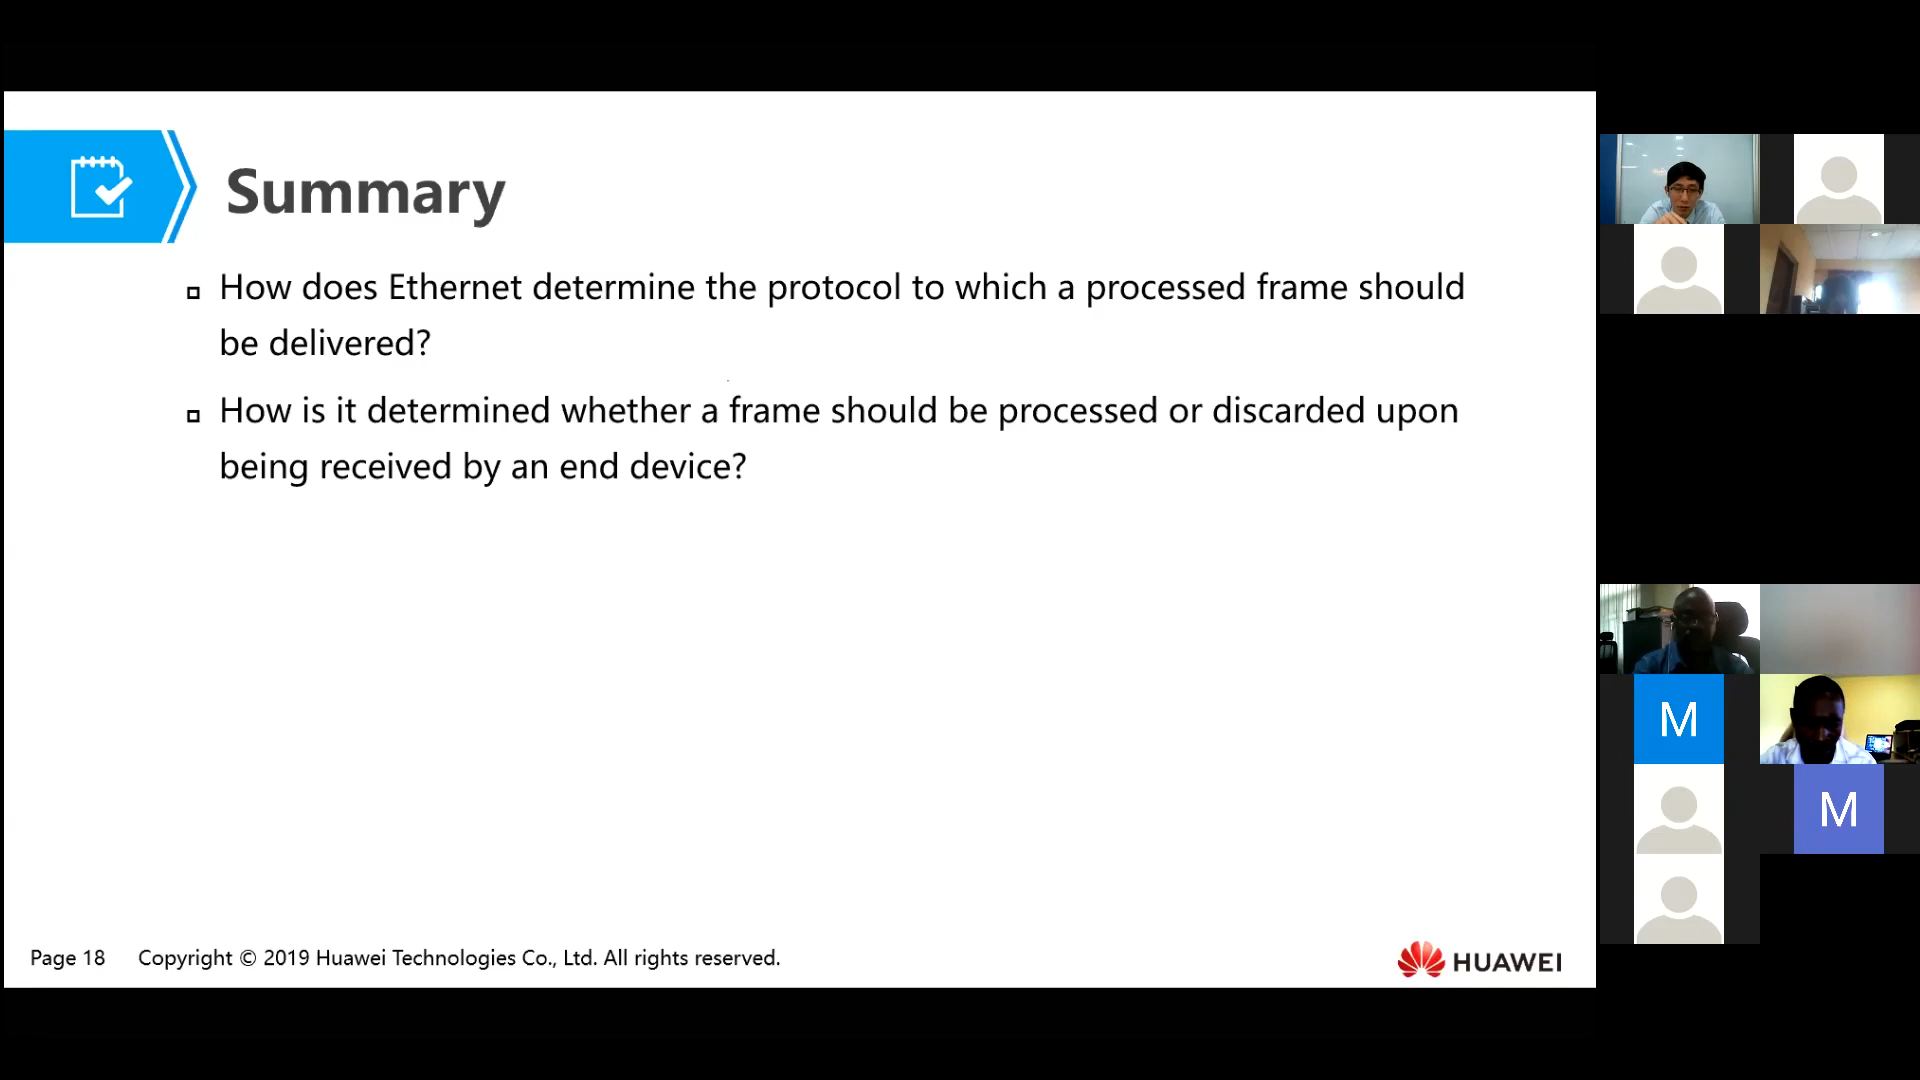 Summary
How does Ethernet determine the protocol to which a processed frame should
be delivered?
How is it determined whether a frame should be processed or discarded upon
being received by an end device?
Page 18 Copyright © 2019 Huawei Technologies Co., Ltd. All rights reserved.
HUAWEI
M
M